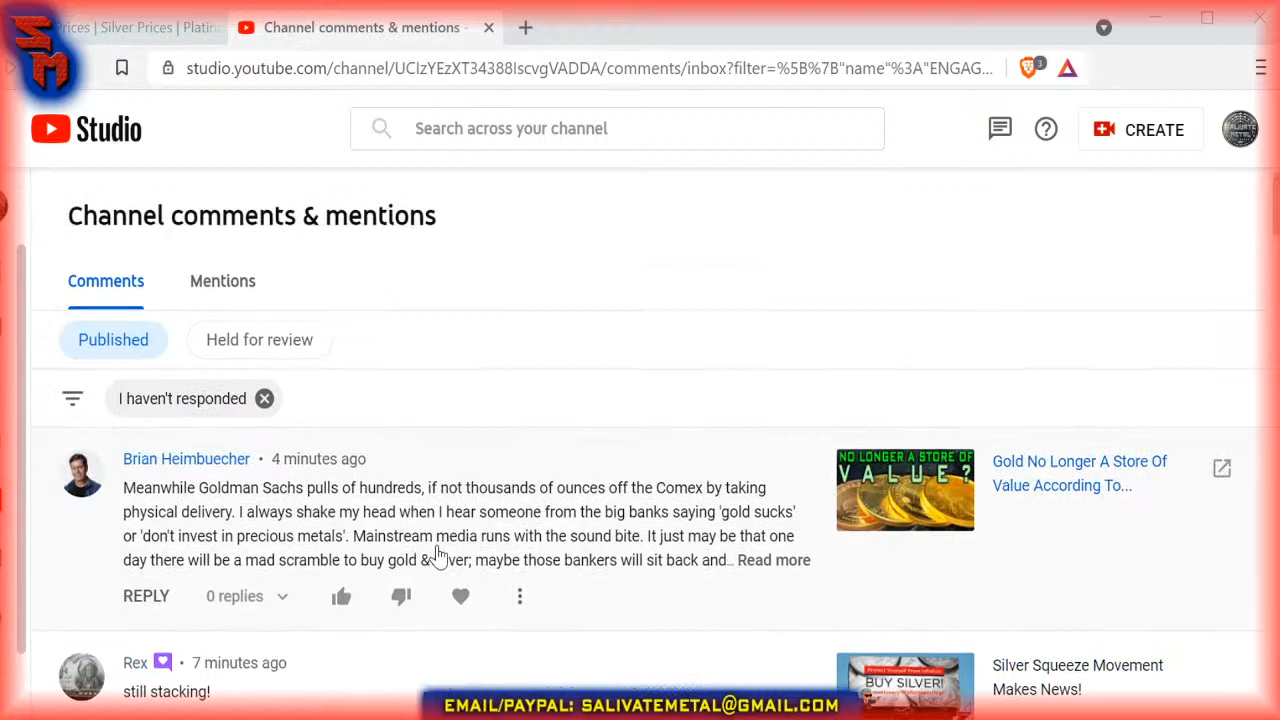 SM
Prices | Silver Prices | Platin
Channel comments & mentions -
studio.youtube.com/channel/UCIzYEzXT34388lscvgVADDA/comments/inbox?filter=%5B%7B"name"%3A"ENGAG...
3
Studio
Search across your channel
CREATE
Channel comments & mentions
Comments
Mentions
Published
Held for review
I haven't responded
Brian Heimbuecher • 4 minutes ago
Meanwhile Goldman Sachs pulls of hundreds, if not thousands of ounces off the Comex by taking
physical delivery. I always shake my head when I hear someone from the big banks saying 'gold sucks'
or 'don't invest in precious metals'. Mainstream media runs with the sound bite. It just may be that one
day there will be a mad scramble to buy gold & ver; maybe those bankers will sit back and… Read more
REPLY
0 replies
NO LONGER A STORE OF
VALUE?
Gold No Longer A Store Of
Value According To...
Rex • 7 minutes ago
still stacking!
BUY SILVER!
Silver Squeeze Movement
Makes News!
EMAIL/PAYPAL: SALIVATEMETAL@GMAIL.COM